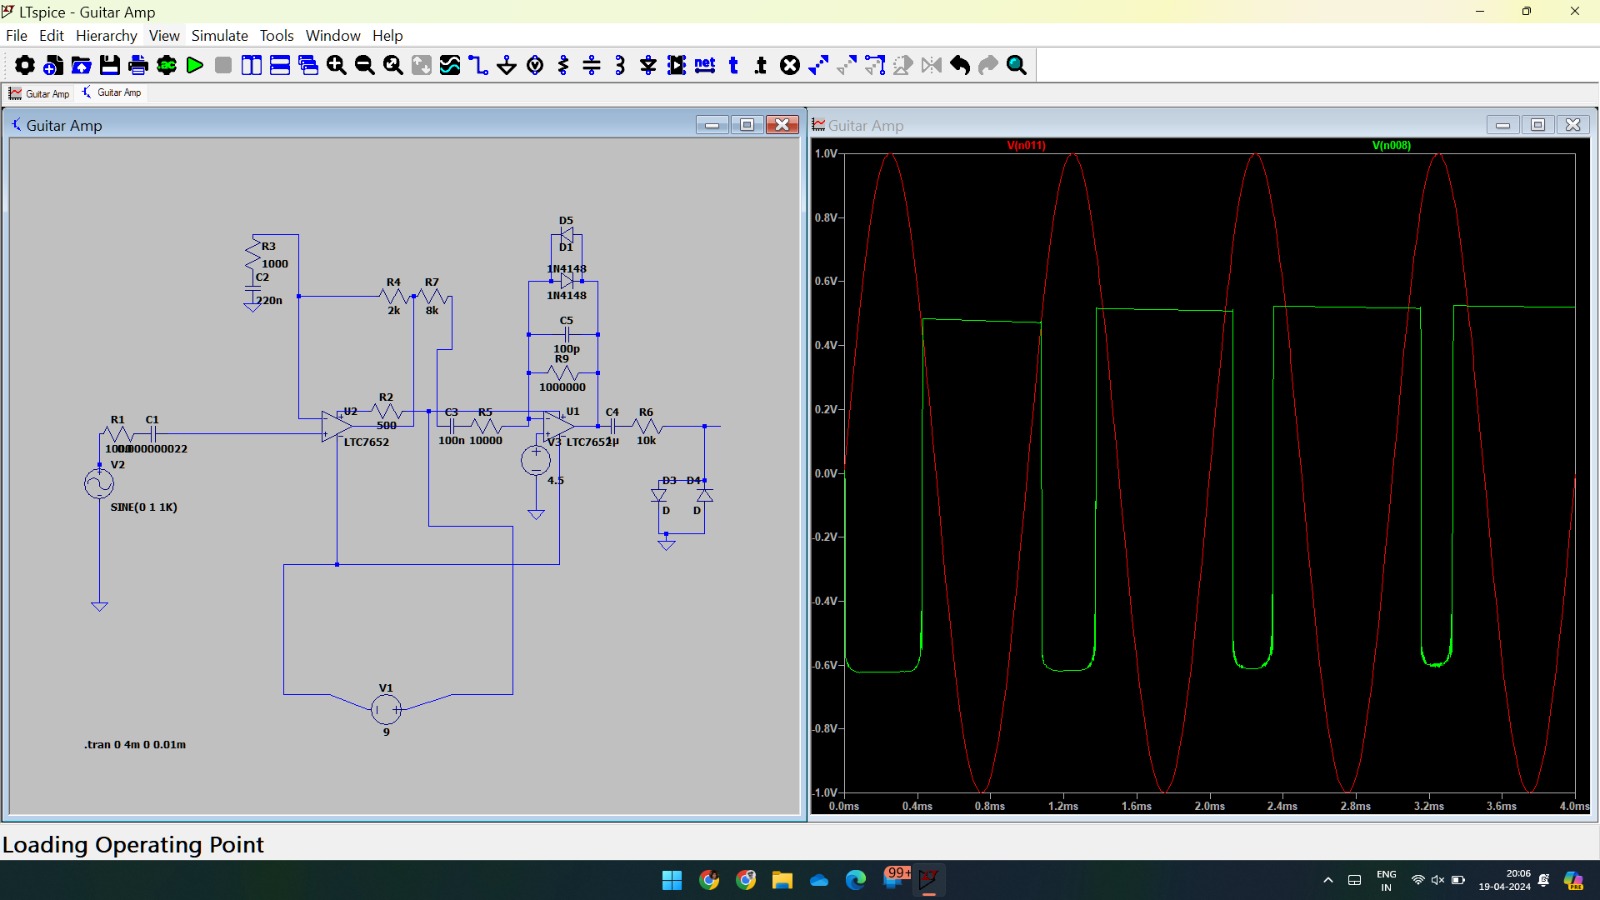 LTspice - Guitar Amp
File Edit Hierarchy View Simulate Tools Window Help
net t .t
Guitar Amp Guitar Amp
Guitar Amp
Guitar Amp
V(n011) V(n008)
D5
D1
1N4148
1N4148
R3
1000
C2
220n
R4 R7
2k 8k
C5
100p
R9
1000000
R2
500
U2
LTC7652
R1 C1
0.000000022
V2
SINE(0 1 1K)
C3 R5
100n 10000
U1
LTC7652
V3
4.5
C4 R6
1µ 10k
D3 D4
D D
V1
9
.tran 0 4m 0 0.01m
1.0V
0.8V
0.6V
0.4V
0.2V
0.0V
-0.2V
-0.4V
-0.6V
-0.8V
-1.0V
0.0ms 0.4ms 0.8ms 1.2ms 1.6ms 2.0ms 2.4ms 2.8ms 3.2ms 3.6ms 4.0ms
Loading Operating Point
99+
ENG
IN
20:06
19-04-2024
PRE